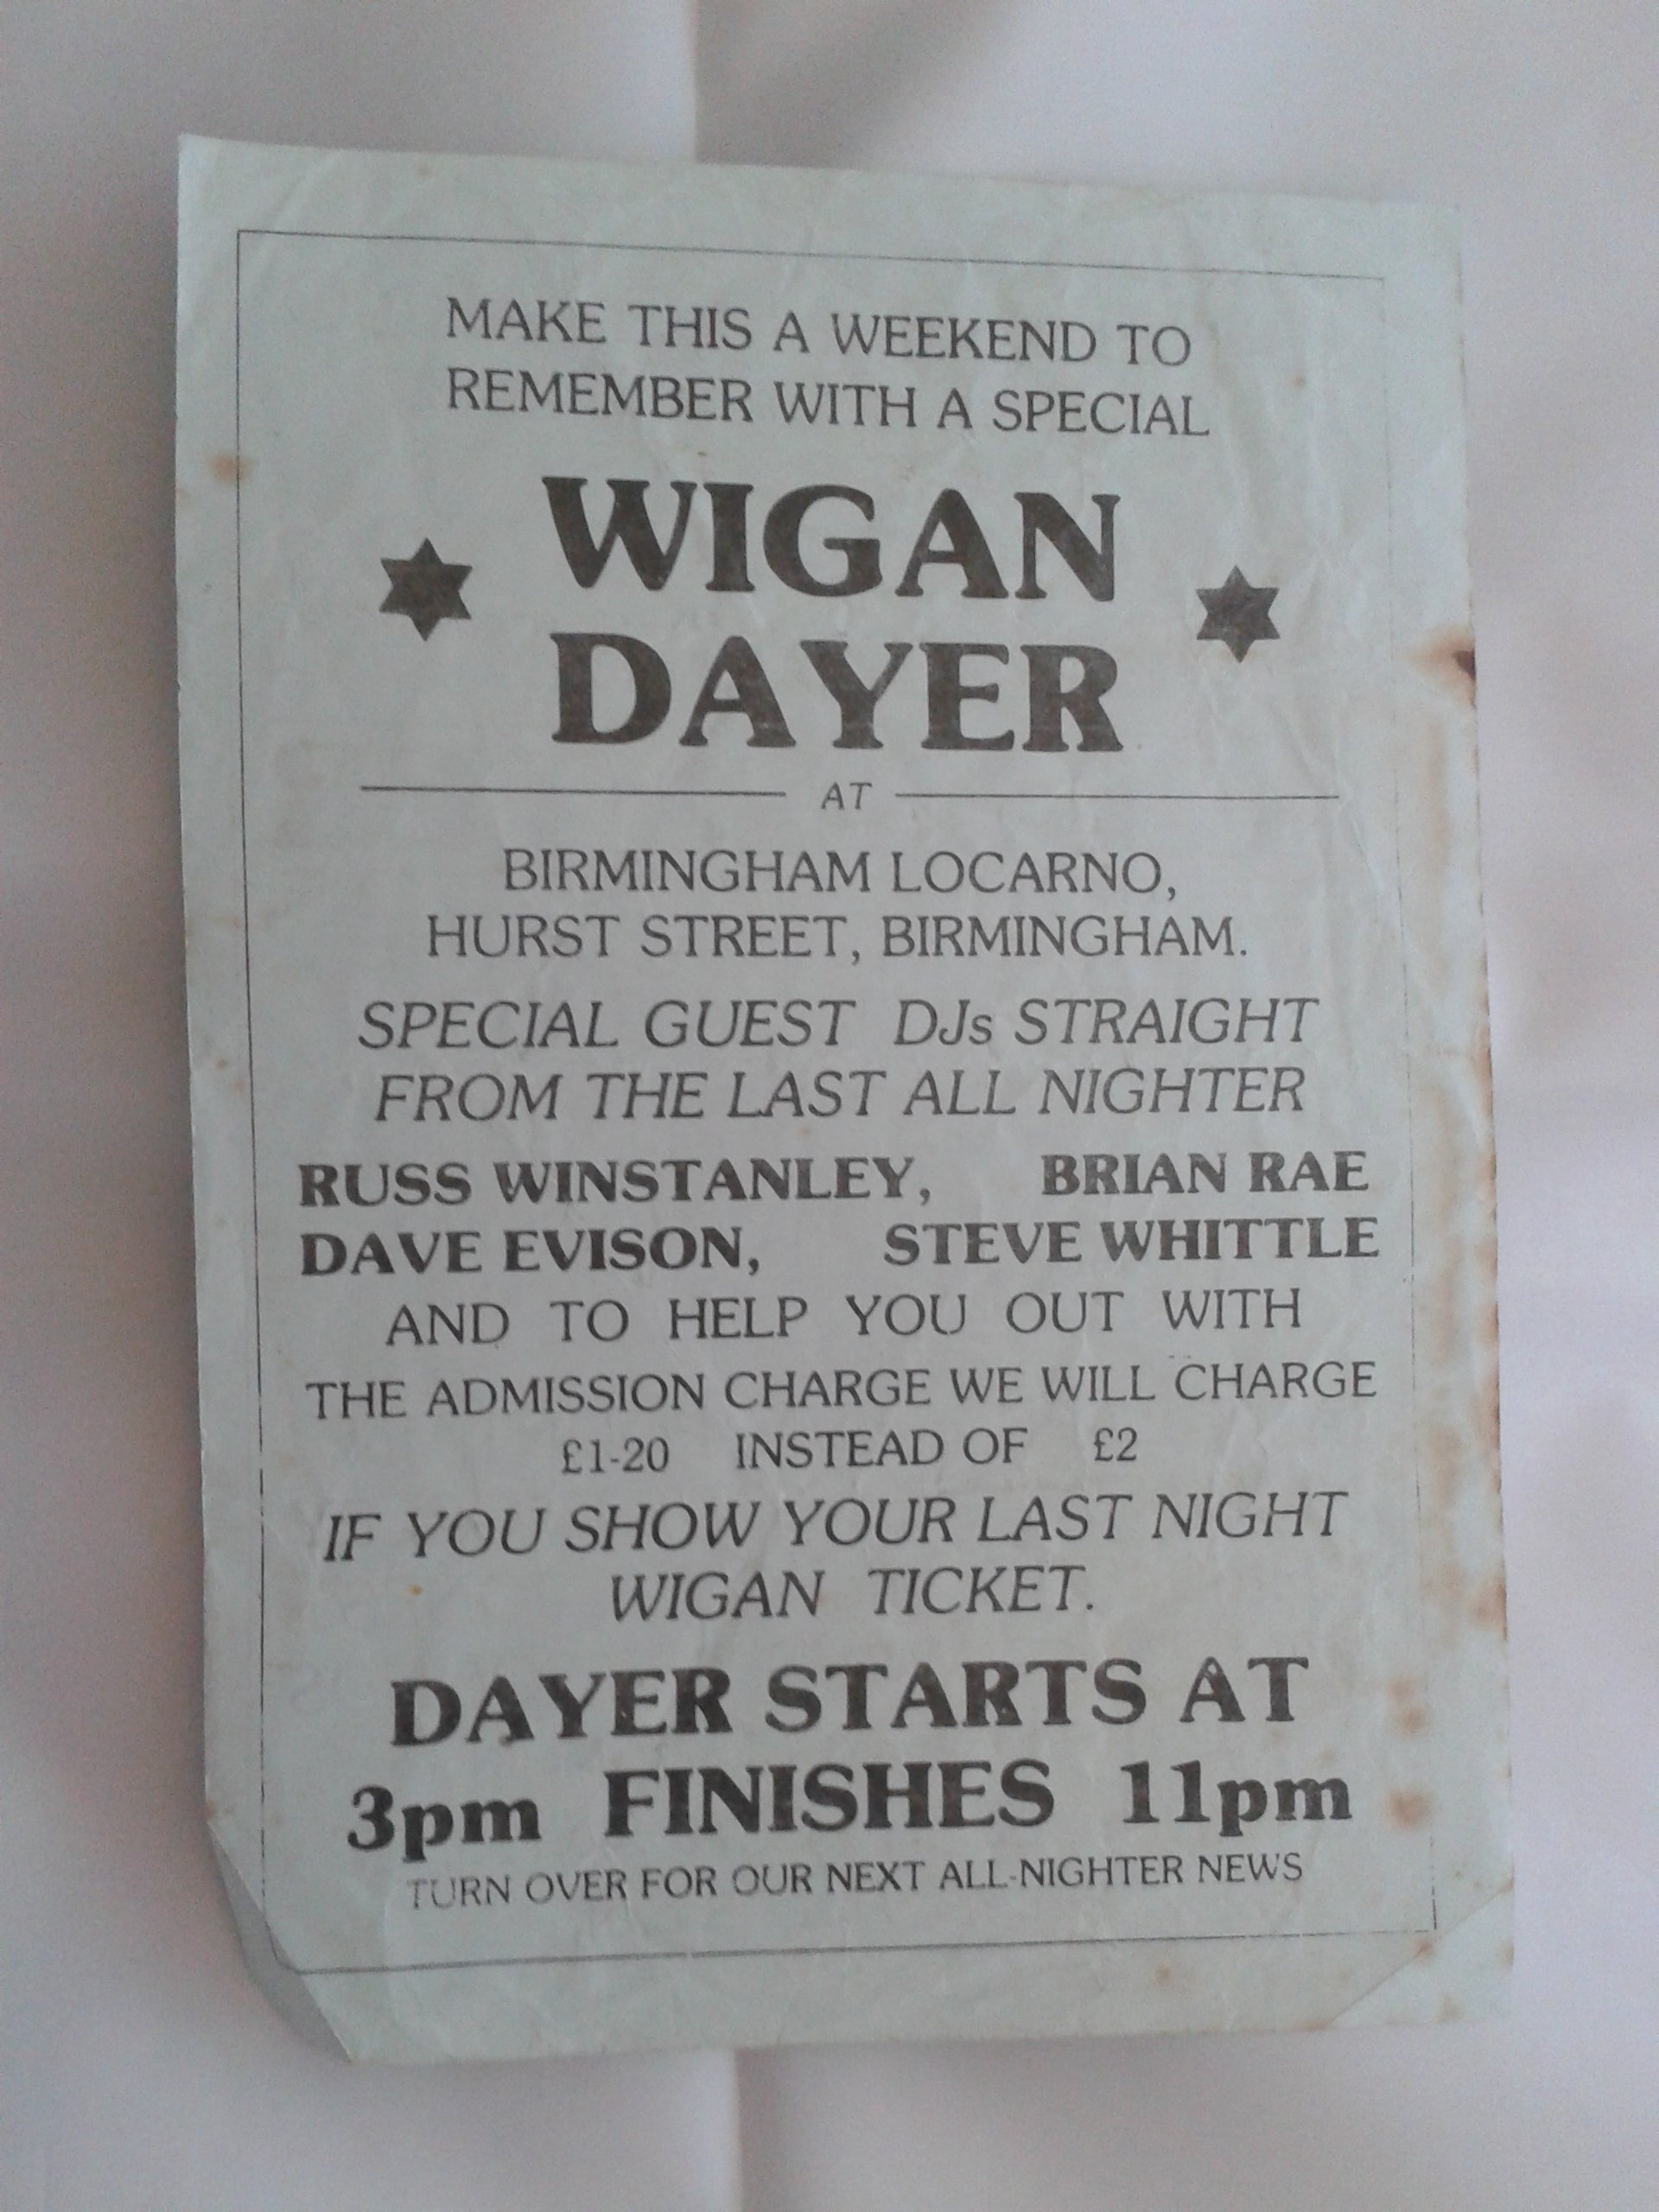 MAKE THIS A WEEKEND TO
REMEMBER WITH A SPECIAL
WIGAN
DAYER
AT
BIRMINGHAM LOCARNO,
HURST STREET, BIRMINGHAM.
SPECIAL GUEST DJs STRAIGHT
FROM THE LAST ALL NIGHTER
RUSS WINSTANLEY, BRIAN RAE
DAVE EVISON, STEVE WHITTLE
AND TO HELP YOU OUT WITH
THE ADMISSION CHARGE WE WILL CHARGE
£1-20 INSTEAD OF £2
IF YOU SHOW YOUR LAST NIGHT
WIGAN TICKET.
DAYER STARTS AT
3pm FINISHES 11pm
TURN OVER FOR OUR NEXT ALL-NIGHTER NEWS